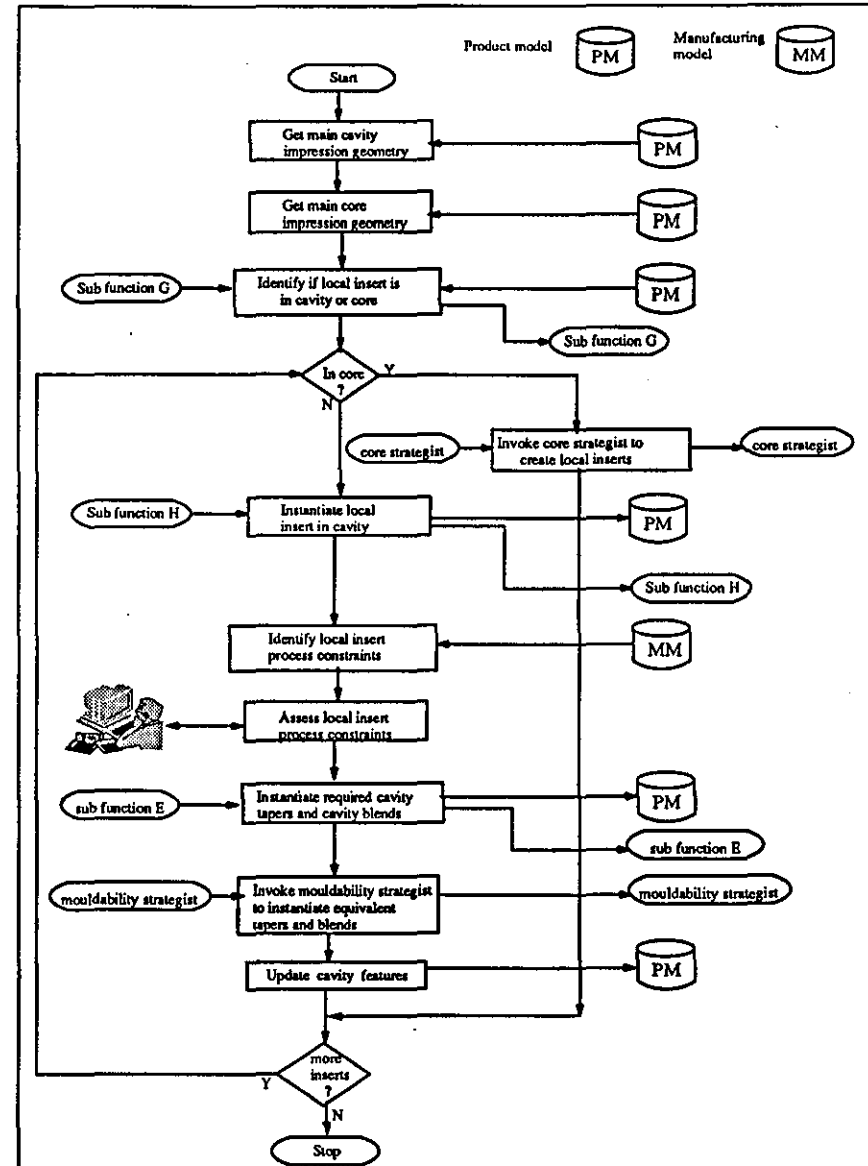 Product model
PM
Manufacturing
model
MM
Start
Get main cavity
impression geometry
PM
Get main core
impression geometry
PM
Sub function G
Identify if local insert is
in cavity or core
PM
Sub function G
In core
?
Y
N
core strategist
Invoke core strategist to
create local inserts
core strategist
Sub function H
Instantiate local
insert in cavity
PM
Sub function H
Identify local insert
process constraints
MM
Assess local insert
process constraints
sub function E
Instantiate required cavity
tapers and cavity blends
PM
sub function E
mouldability strategist
Invoke mouldability strategist
to instantiate equivalent
tapers and blends
mouldability strategist
Update cavity features
PM
more
inserts
?
Y
N
Stop